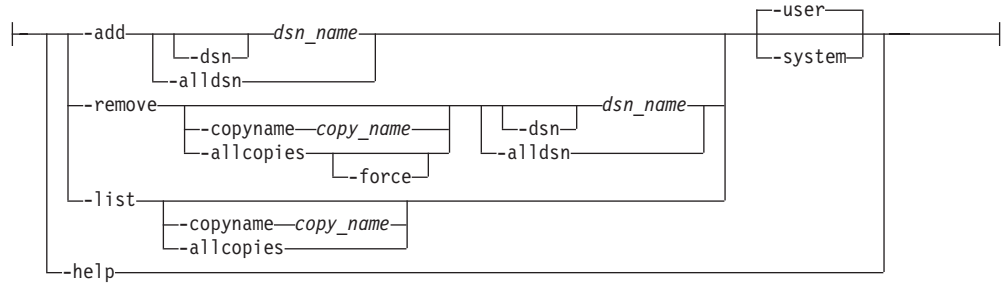 -user
-add dsn_name -system
-dsn
-alldsn
-remove dsn_name
-copyname copy_name -dsn
-allcopies -alldsn
-force
-list
-copyname copy_name
-allcopies
-help